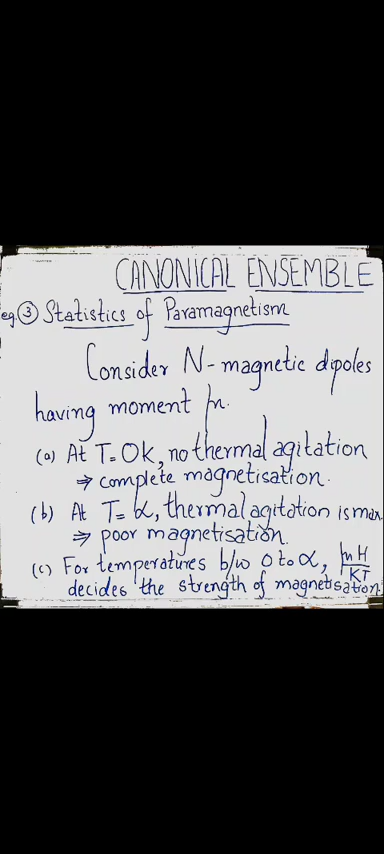 CANONICAL ENSEMBLE
eg. ③ Statistics of Paramagnetism
Consider N-magnetic dipoles
having moment μ.
(a) At T=0K, no thermal agitation
⇒ complete magnetisation.
(b) At T= α, thermal agitation is max
⇒ poor magnetisation.
(c) For temperatures b/w 0 to α, μH/KT
decides the strength of magnetisation.